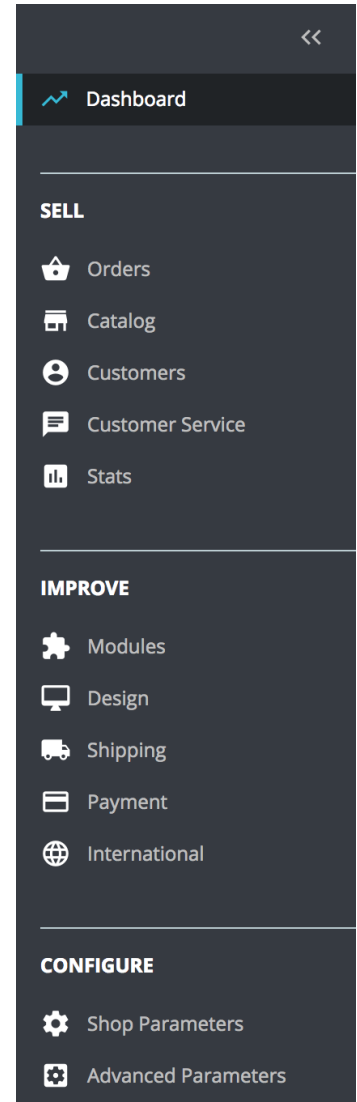 Dashboard
SELL
Orders
Catalog
Customers
Customer Service
Stats
IMPROVE
Modules
Design
Shipping
Payment
International
CONFIGURE
Shop Parameters
Advanced Parameters